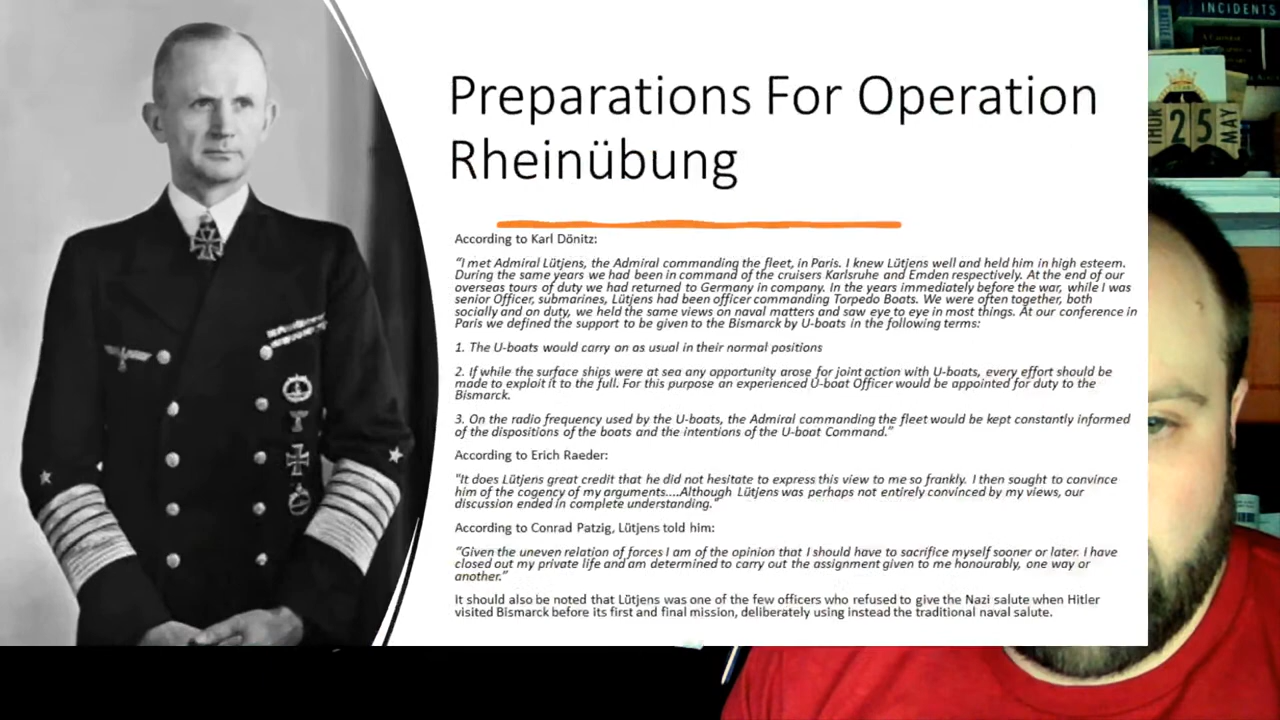 INCIDENTS
Preparations For Operation
Rheinübung
THUR
25
MAY
According to Karl Dönitz:
“I met Admiral Lütjens, the Admiral commanding the fleet, in Paris. I knew Lütjens well and held him in high esteem.
During the same years we had been in command of the cruisers Karlsruhe and Emden respectively. At the end of our
overseas tours of duty we had returned to Germany in company. In the years immediately before the war, while I was
senior Officer, submarines, Lütjens had been officer commanding Torpedo Boats. We were often together, both
socially and on duty, we held the same views on naval matters and saw eye to eye in most things. At our conference in
Paris we defined the support to be given to the Bismarck by U-boats in the following terms:
1. The U-boats would carry on as usual in their normal positions
2. If while the surface ships were at sea any opportunity arose for joint action with U-boats, every effort should be
made to exploit it to the full. For this purpose an experienced U-boat Officer would be appointed for duty to the
Bismarck.
3. On the radio frequency used by the U-boats, the Admiral commanding the fleet would be kept constantly informed
of the dispositions of the boats and the intentions of the U-boat Command.”
According to Erich Raeder:
"It does Lütjens great credit that he did not hesitate to express this view to me so frankly. I then sought to convince
him of the cogency of my arguments....Although Lütjens was perhaps not entirely convinced by my views, our
discussion ended in complete understanding."
According to Conrad Patzig, Lütjens told him:
“Given the uneven relation of forces I am of the opinion that I should have to sacrifice myself sooner or later. I have
closed out my private life and am determined to carry out the assignment given to me honourably, one way or
another.”
It should also be noted that Lütjens was one of the few officers who refused to give the Nazi salute when Hitler
visited Bismarck before its first and final mission, deliberately using instead the traditional naval salute.